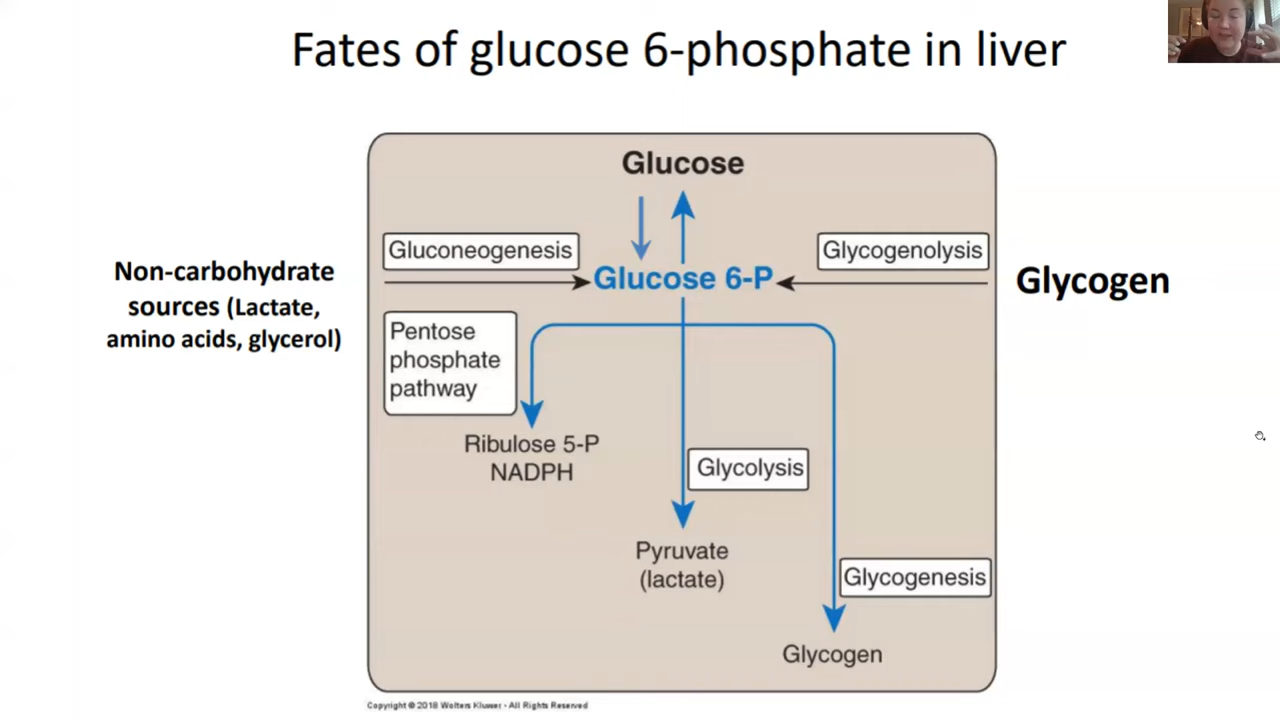 Fates of glucose 6-phosphate in liver
Glucose
Gluconeogenesis
Glycogenolysis
Non-carbohydrate
sources (Lactate,
amino acids, glycerol)
Glucose 6-P
Glycogen
Pentose
phosphate
pathway
Ribulose 5-P
NADPH
Glycolysis
Pyruvate
(lactate)
Glycogenesis
Glycogen
Copyright © 2018 Wolters Kluwer - All Rights Reserved